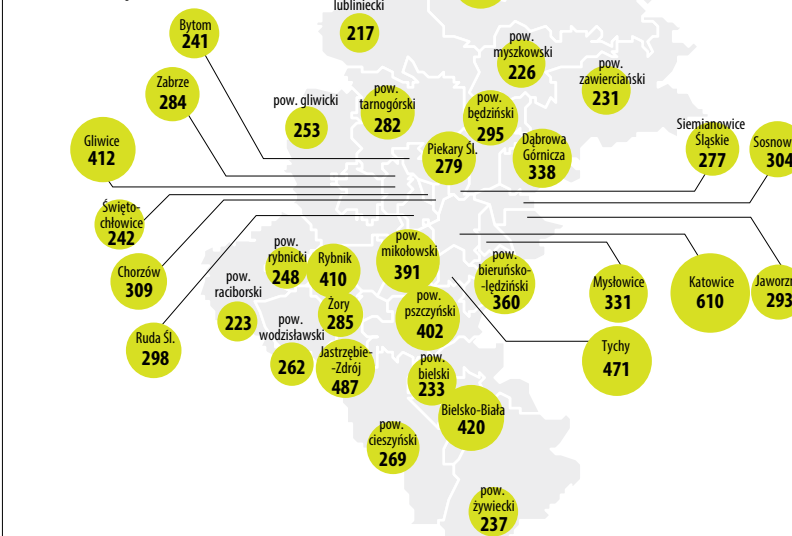 lubliniecki
217
Bytom
241
pow.
myszkowski
226
pow.
zawierciański
231
Zabrze
284
pow. gliwicki
253
pow.
tarnogórski
282
pow.
będziński
295
Gliwice
412
Piekary Śl.
279
Dąbrowa
Górnicza
338
Siemianowice
Śląskie
277
Sosnow
304
Święto-
chłowice
242
Chorzów
309
pow.
rybnicki
248
Rybnik
410
pow.
mikołowski
391
pow.
bieruńsko-
-lędziński
360
Mysłowice
331
Katowice
610
Jaworzn
293
pow.
raciborski
223
Żory
285
pow.
pszczyński
402
Ruda Śl.
298
pow.
wodzisławski
262
Jastrzębie-
-Zdrój
487
Tychy
471
pow.
bielski
233
Bielsko-Biała
420
pow.
cieszyński
269
pow.
żywiecki
237